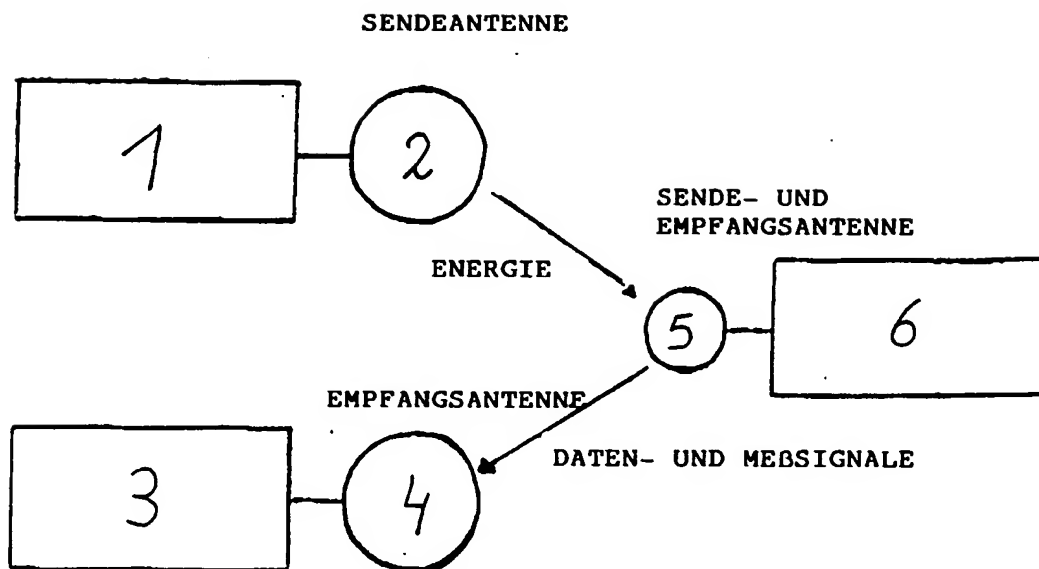 SENDEANTENNE
1
2
SENDE- UND
EMPFANGSANTENNE
ENERGIE
5
6
EMPFANGSANTENNE
DATEN- UND MEßSIGNALE
3
4